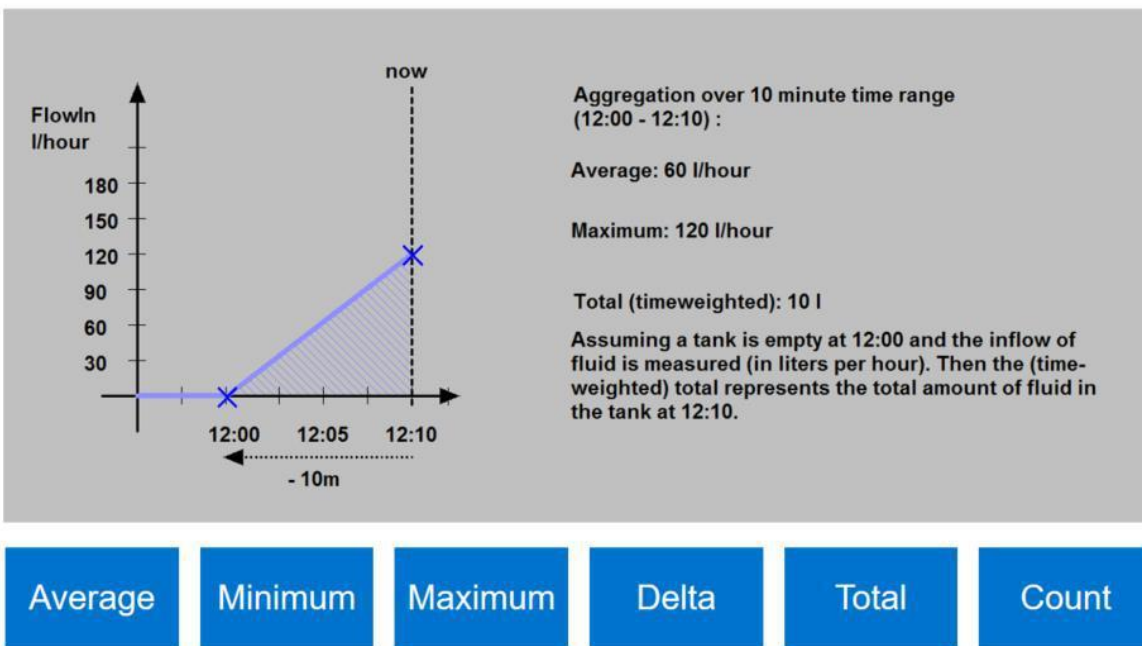 now
FlowIn
l/hour
180
150
120
90
60
30
12:00 12:05 12:10
- 10m
Aggregation over 10 minute time range
(12:00 - 12:10) :
Average: 60 l/hour
Maximum: 120 l/hour
Total (timeweighted): 10 l
Assuming a tank is empty at 12:00 and the inflow of
fluid is measured (in liters per hour). Then the (time-
weighted) total represents the total amount of fluid in
the tank at 12:10.
Average Minimum Maximum Delta Total Count